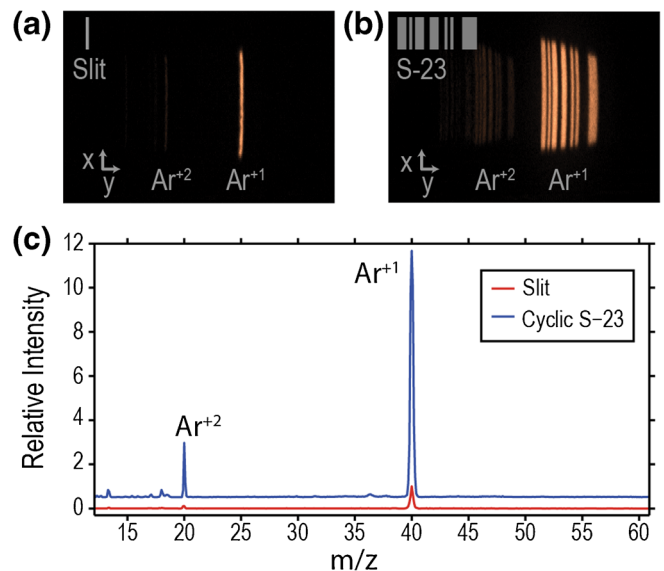 (a)
Slit
x
y
Ar+2
Ar+1
(b)
S-23
x
y
Ar+2
Ar+1
(c)
Relative Intensity
12
10
8
6
4
2
0
Ar+1
Ar+2
Slit
Cyclic S–23
15 20 25 30 35 40 45 50 55 60
m/z